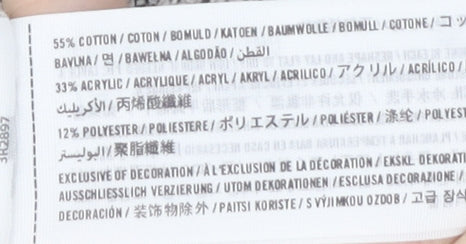 55% COTTON / COTON / BOMULD / KATOEN / BAUMWOLLE / BOMULL / COTONE / コッ
BAVLNA / 면 / BAWEŁNA / ALGODÃO / القطن
33% ACRYLIC / ACRYLIQUE / ACRYL / AKRYL / ACRILICO / アクリル / ACRÍLICO /
الأكريليك / 丙烯酸纖維
12% POLYESTER / POLIESTERE / ポリエステル / POLIÉSTER / 涤纶 / POLYEST
البوليستر / 聚脂纖維
EXCLUSIVE OF DECORATION / À L'EXCLUSION DE LA DÉCORATION / EKSKL. DEKORATI
AUSSCHLIESSLICH VERZIERUNG / UTOM DEKORATIONEN / ESCLUSA DECORAZIONE /
DECORACIÓN / 装饰物除外 / PAITSI KORISTE / S VÝJIMKOU OZDOB / 고급 장식
3R2897